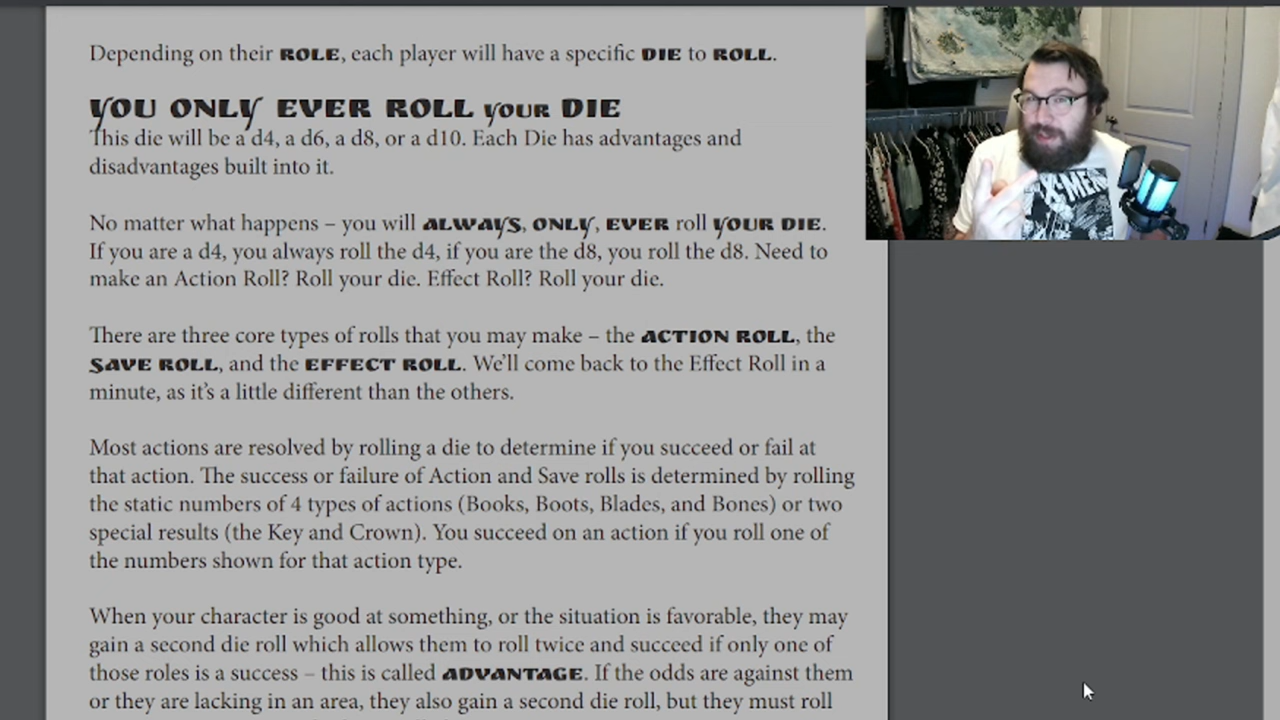 Depending on their ROLE, each player will have a specific DIE to ROLL.
YOU ONLY EVER ROLL YOUR DIE
This die will be a d4, a d6, a d8, or a d10. Each Die has advantages and
disadvantages built into it.
No matter what happens – you will ALWAYS, ONLY, EVER roll YOUR DIE.
If you are a d4, you always roll the d4, if you are the d8, you roll the d8. Need to
make an Action Roll? Roll your die. Effect Roll? Roll your die.
There are three core types of rolls that you may make – the ACTION ROLL, the
SAVE ROLL, and the EFFECT ROLL. We'll come back to the Effect Roll in a
minute, as it's a little different than the others.
Most actions are resolved by rolling a die to determine if you succeed or fail at
that action. The success or failure of Action and Save rolls is determined by rolling
the static numbers of 4 types of actions (Books, Boots, Blades, and Bones) or two
special results (the Key and Crown). You succeed on an action if you roll one of
the numbers shown for that action type.
When your character is good at something, or the situation is favorable, they may
gain a second die roll which allows them to roll twice and succeed if only one of
those roles is a success – this is called ADVANTAGE. If the odds are against them
or they are lacking in an area, they also gain a second die roll, but they must roll
X-MEN